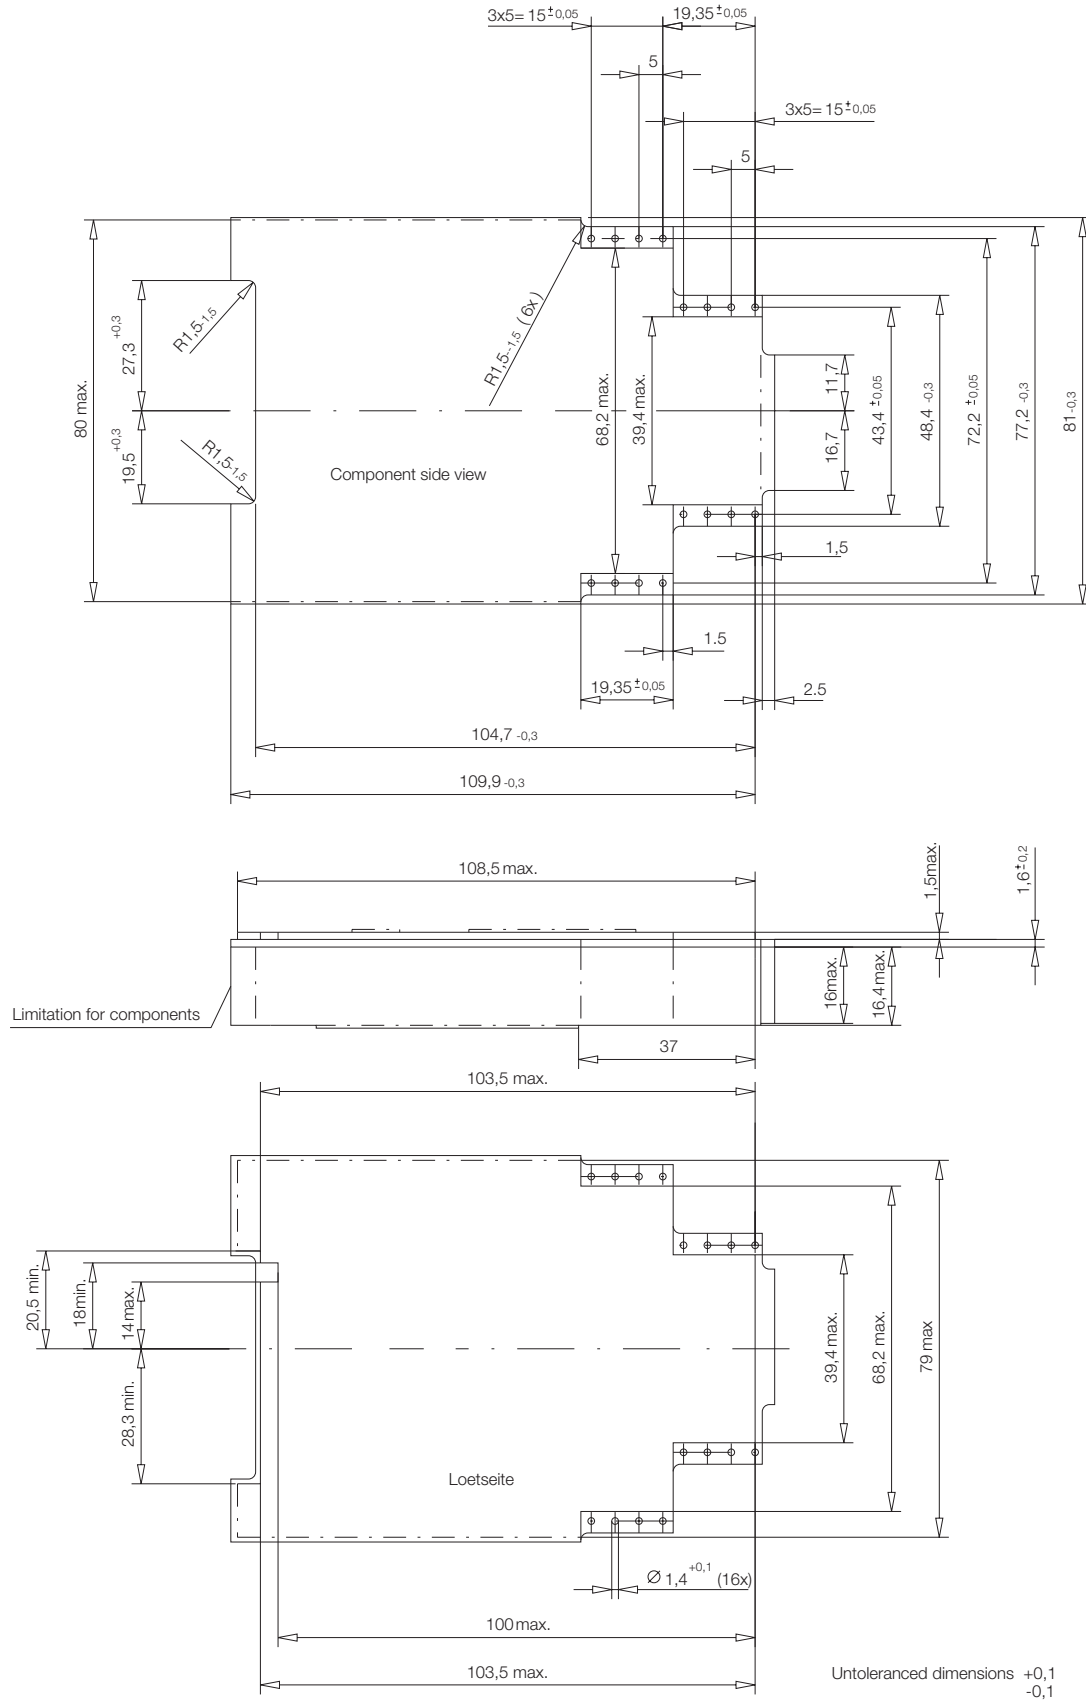 3x5= 15 ±0,05
19,35 ±0,05
5
3x5= 15 ±0,05
5
80 max.
27,3 +0,3
19,5 +0,3
R1,5-1,5
R1,5-1,5
R1,5--1,5 ( 6x )
68,2 max.
39,4 max.
11,7
16,7
43,4 ±0,05
48,4 -0,3
72,2 ±0,05
77,2 -0,3
81-0,3
Component side view
1,5
1.5
19,35 ±0,05
2.5
104,7 -0,3
109,9 -0,3
108,5 max.
1,5max.
1,6 ±0,2
Limitation for components
16max.
16,4max.
37
103,5 max.
20,5 min.
18min.
14max.
28,3 min.
39,4 max.
68,2 max.
79 max
Loetseite
Ø 1,4 +0,1 (16x)
100 max.
103,5 max.
Untoleranced dimensions +0,1
-0,1